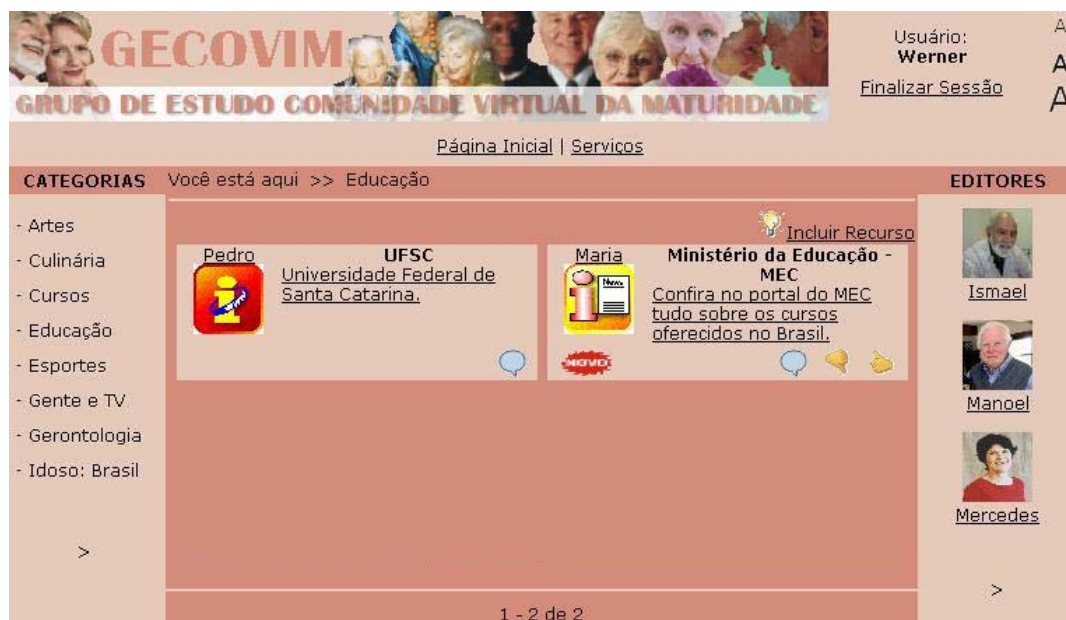 GECOVIM
GRUPO DE ESTUDO COMUNIDADE VIRTUAL DA MATURIDADE
Usuário:
Werner
Finalizar Sessão
A
A
A
Página Inicial | Serviços
CATEGORIAS
Você está aqui >> Educação
EDITORES
- Artes
- Culinária
- Cursos
- Educação
- Esportes
- Gente e TV
- Gerontologia
- Idoso: Brasil
>
Incluir Recurso
Pedro
UFSC
Universidade Federal de
Santa Catarina.
Maria
News
Ministério da Educação -
MEC
Confira no portal do MEC
tudo sobre os cursos
oferecidos no Brasil.
NOVO
1 - 2 de 2
Ismael
Manoel
Mercedes
>